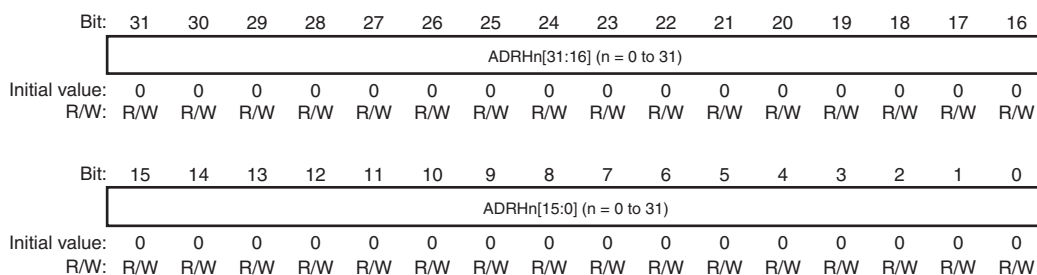 Bit: 31 30 29 28 27 26 25 24 23 22 21 20 19 18 17 16
ADRHn[31:16] (n = 0 to 31)
Initial value: 0 0 0 0 0 0 0 0 0 0 0 0 0 0 0 0
R/W: R/W R/W R/W R/W R/W R/W R/W R/W R/W R/W R/W R/W R/W R/W R/W R/W
Bit: 15 14 13 12 11 10 9 8 7 6 5 4 3 2 1 0
ADRHn[15:0] (n = 0 to 31)
Initial value: 0 0 0 0 0 0 0 0 0 0 0 0 0 0 0 0
R/W: R/W R/W R/W R/W R/W R/W R/W R/W R/W R/W R/W R/W R/W R/W R/W R/W